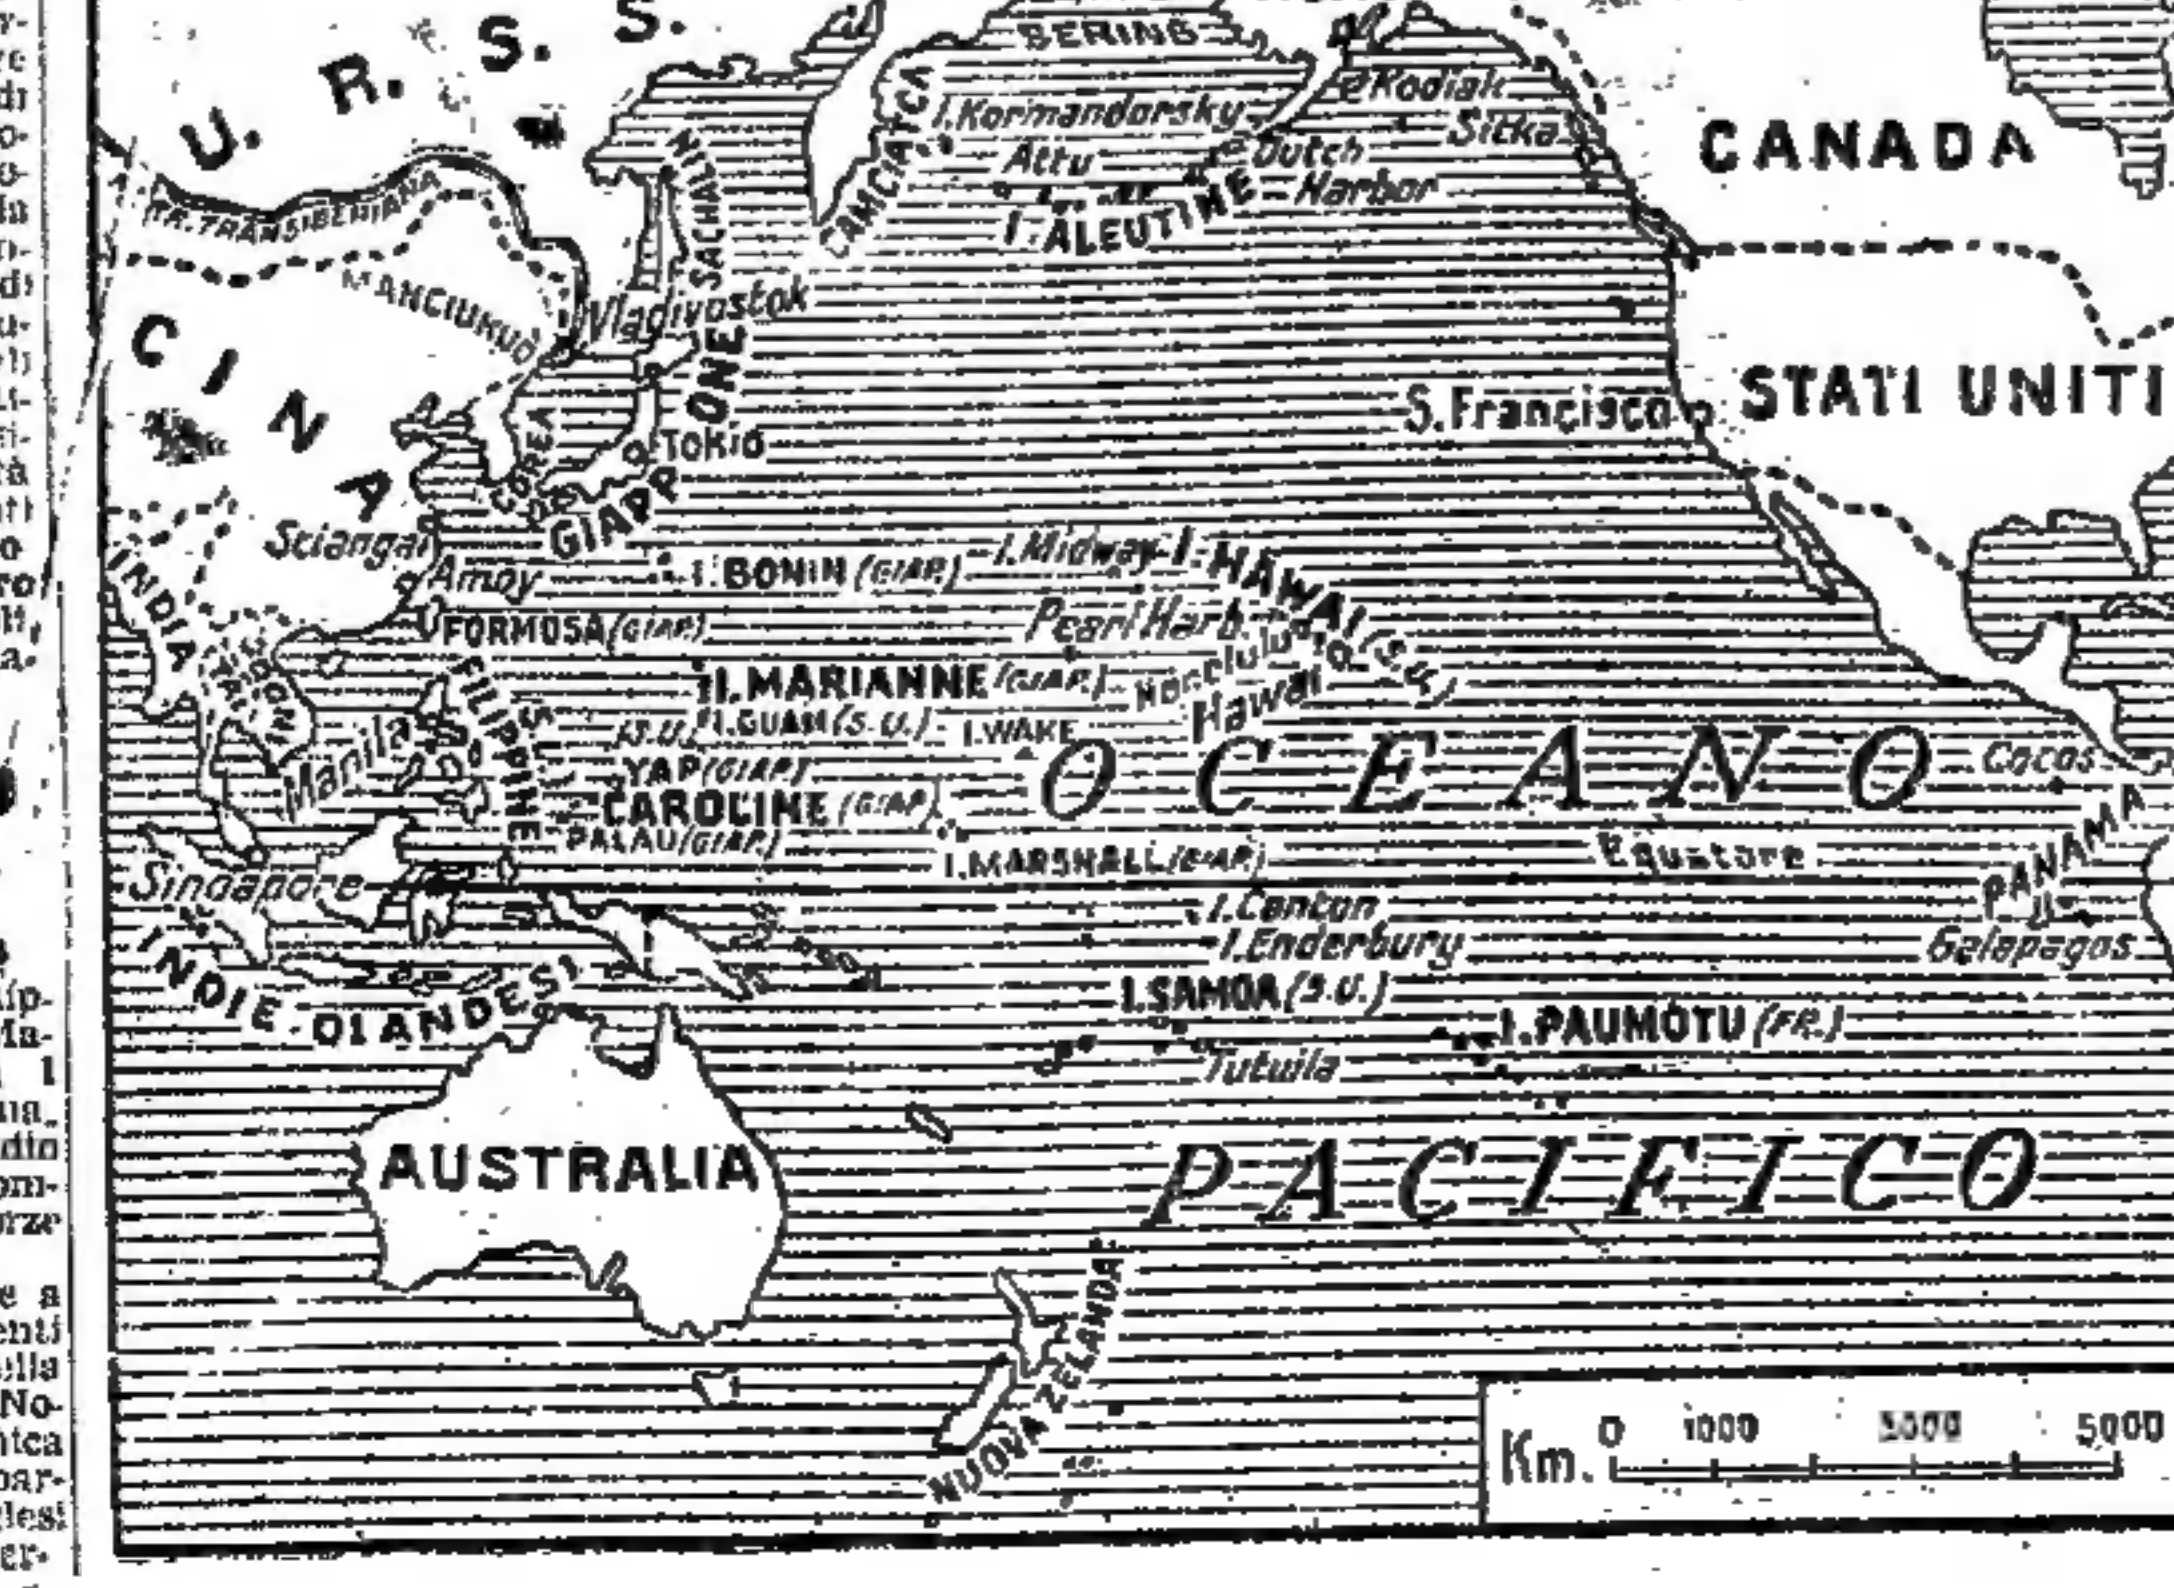 U. R. S. S.
BERING
CAMCIATCA
I. Kormandorsky
Kodiak
Sitka
CANADA
Attu
Dutch
Harbor
I. ALEUTINE
TR. TRANSIBERIANA
SACHALIN
MANCIUKUÒ
Vladivostok
CINA
STATI UNITI
S. Francisco
COREA
Tokio
GIAPPONE
Sciangai
Amoy
I. BONIN (GIAP.)
I. Midway
I. HAWAI (S.U.)
INDIA
FORMOSA (GIAP.)
Pearl Harb.
Honolulu
Hawai
II. MARIANNE (GIAP.)
FILIPPINE
(S.U.)
I. GUAM (S.U.)
I. WAKE
Manila
YAP (GIAP.)
CAROLINE (GIAP.)
PALAU (GIAP.)
OCEANO
Cocos
PANAMA
I. MARSHALL (GIAP.)
Equatore
Singapore
I. Canton
I. Enderbury
Galapagos
INDIE OLANDESI
I. SAMOA (S.U.)
I. PAUMOTU (FR.)
Tutuila
AUSTRALIA
PACIFICO
NUOVA ZELANDA
Km. 0 1000 3000 5000